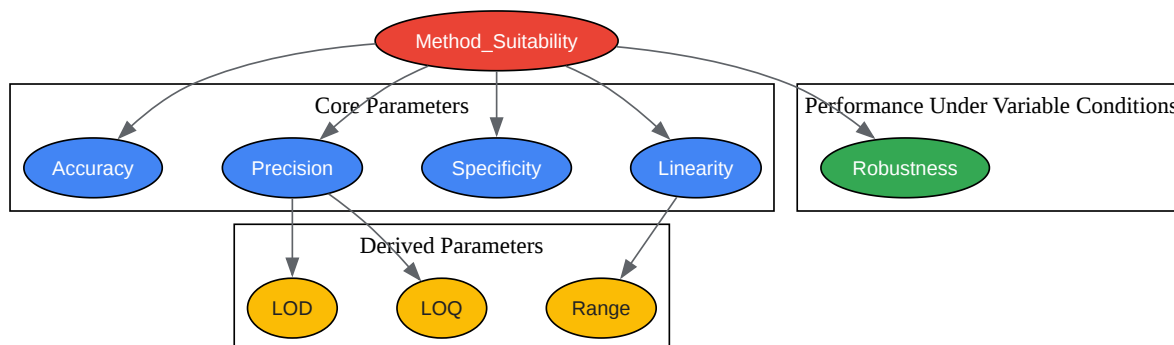 Method_Suitability
Core Parameters
Performance Under Variable Conditions
Accuracy
Precision
Specificity
Linearity
Robustness
Derived Parameters
LOD
LOQ
Range